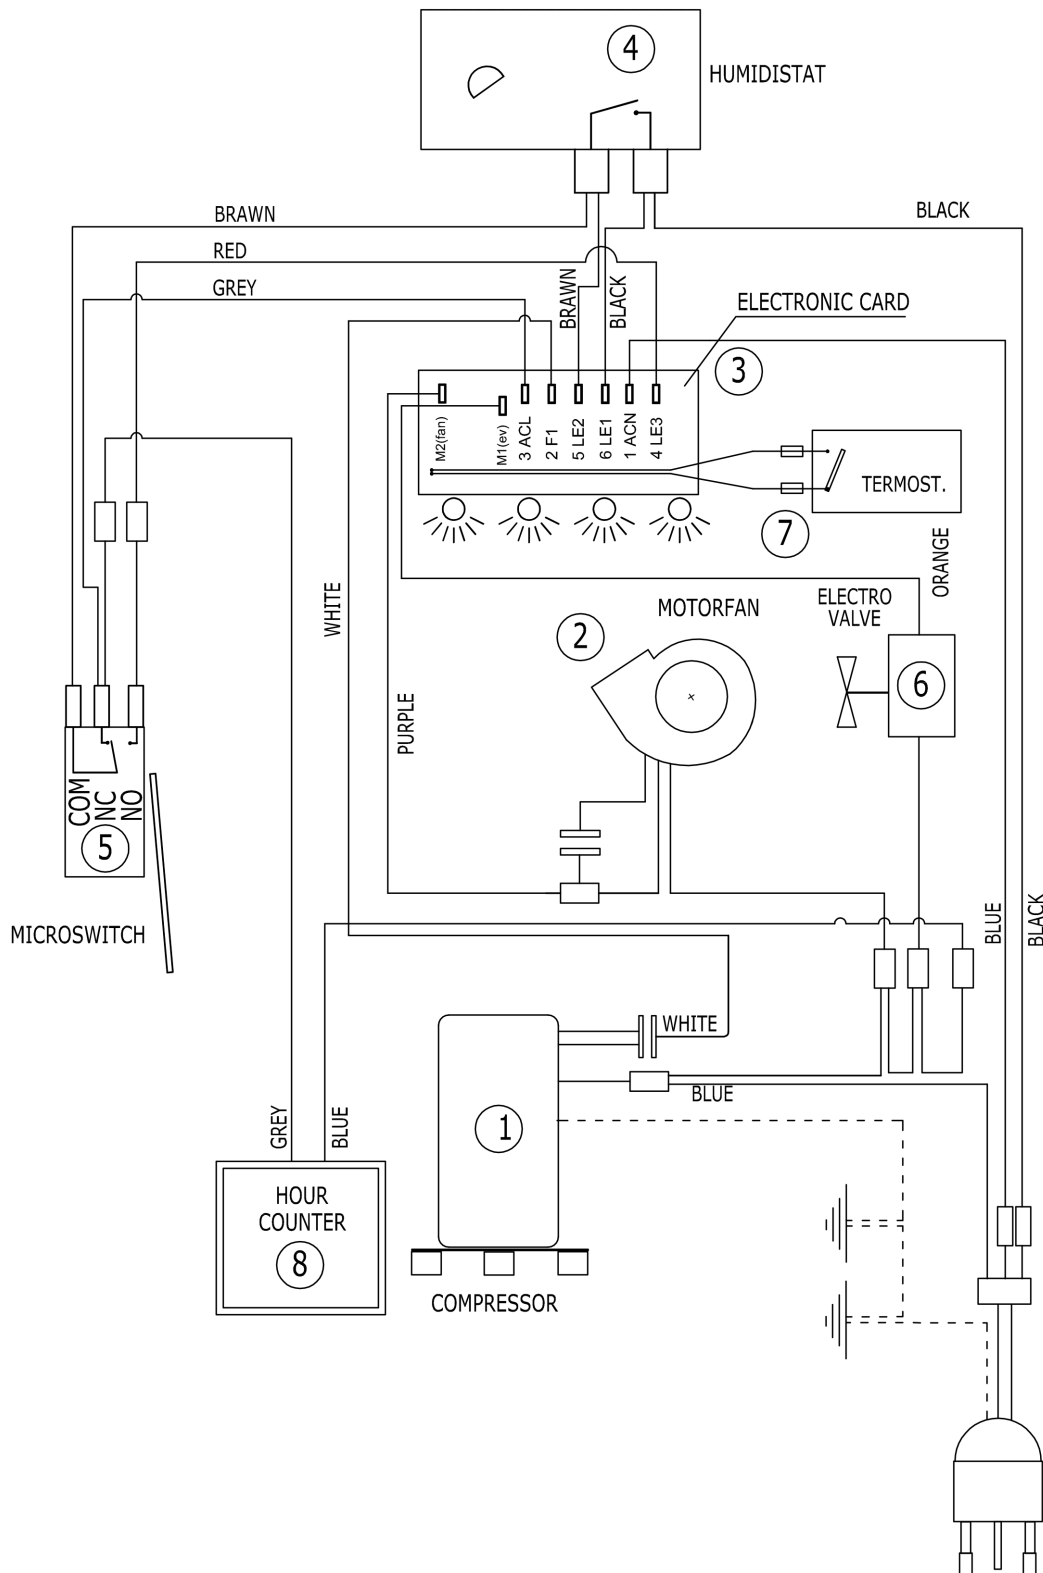 4
HUMIDISTAT
BRAWN
BLACK
RED
GREY
BRAWN
BLACK
ELECTRONIC CARD
3
M2(fan)
M1(ev)
3 ACL
2 F1
5 LE2
6 LE1
1 ACN
4 LE3
TERMOST.
7
ORANGE
WHITE
MOTORFAN
ELECTRO
VALVE
2
6
PURPLE
COM
NC
NO
5
MICROSWITCH
BLUE
BLACK
WHITE
BLUE
1
GREY
BLUE
HOUR
COUNTER
8
COMPRESSOR